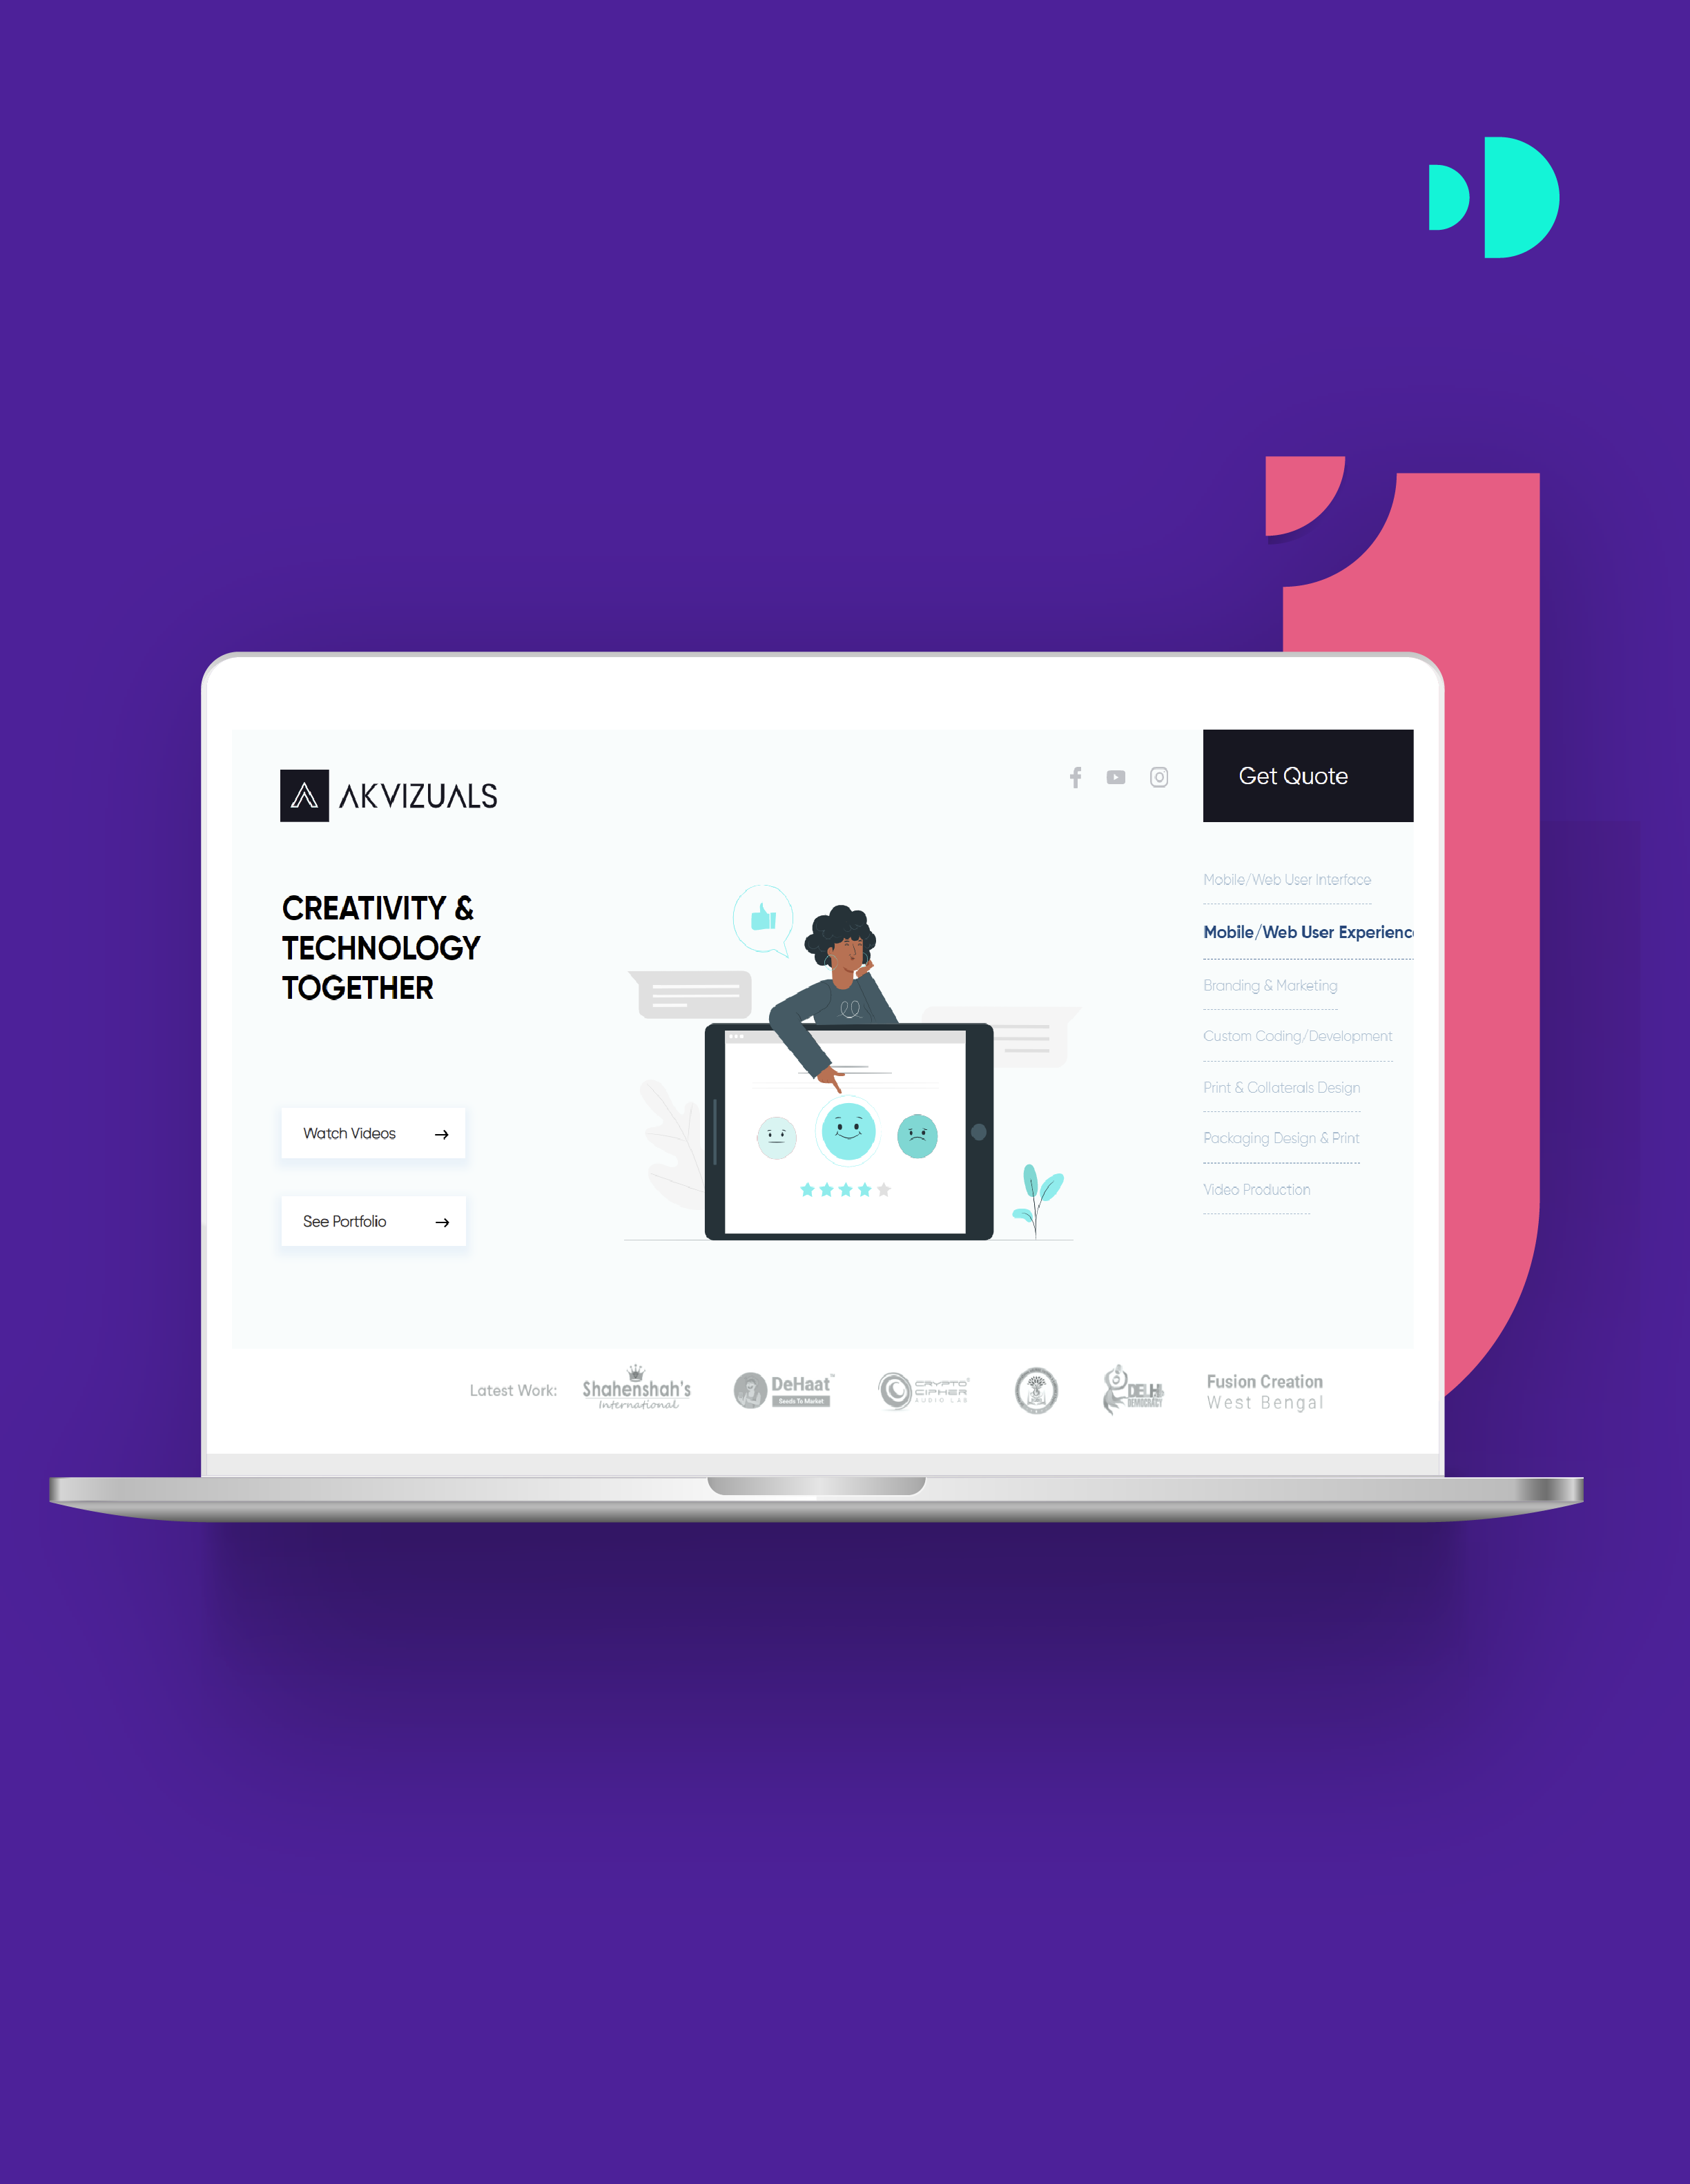 AKVIZUALS
Get Quote
CREATIVITY &
TECHNOLOGY
TOGETHER
Watch Videos
See Portfolio
Mobile/Web User Interface
Mobile/Web User Experienc
Branding & Marketing
Custom Coding/Development
Print & Collaterals Design
Packaging Design & Print
Video Production
Latest Work:
Shahenshah's
International
DeHaat
Seeds To Market
CRYPTO
CIPHER
AUDIO LAB
DEMOCRACY
Fusion Creation
West Bengal